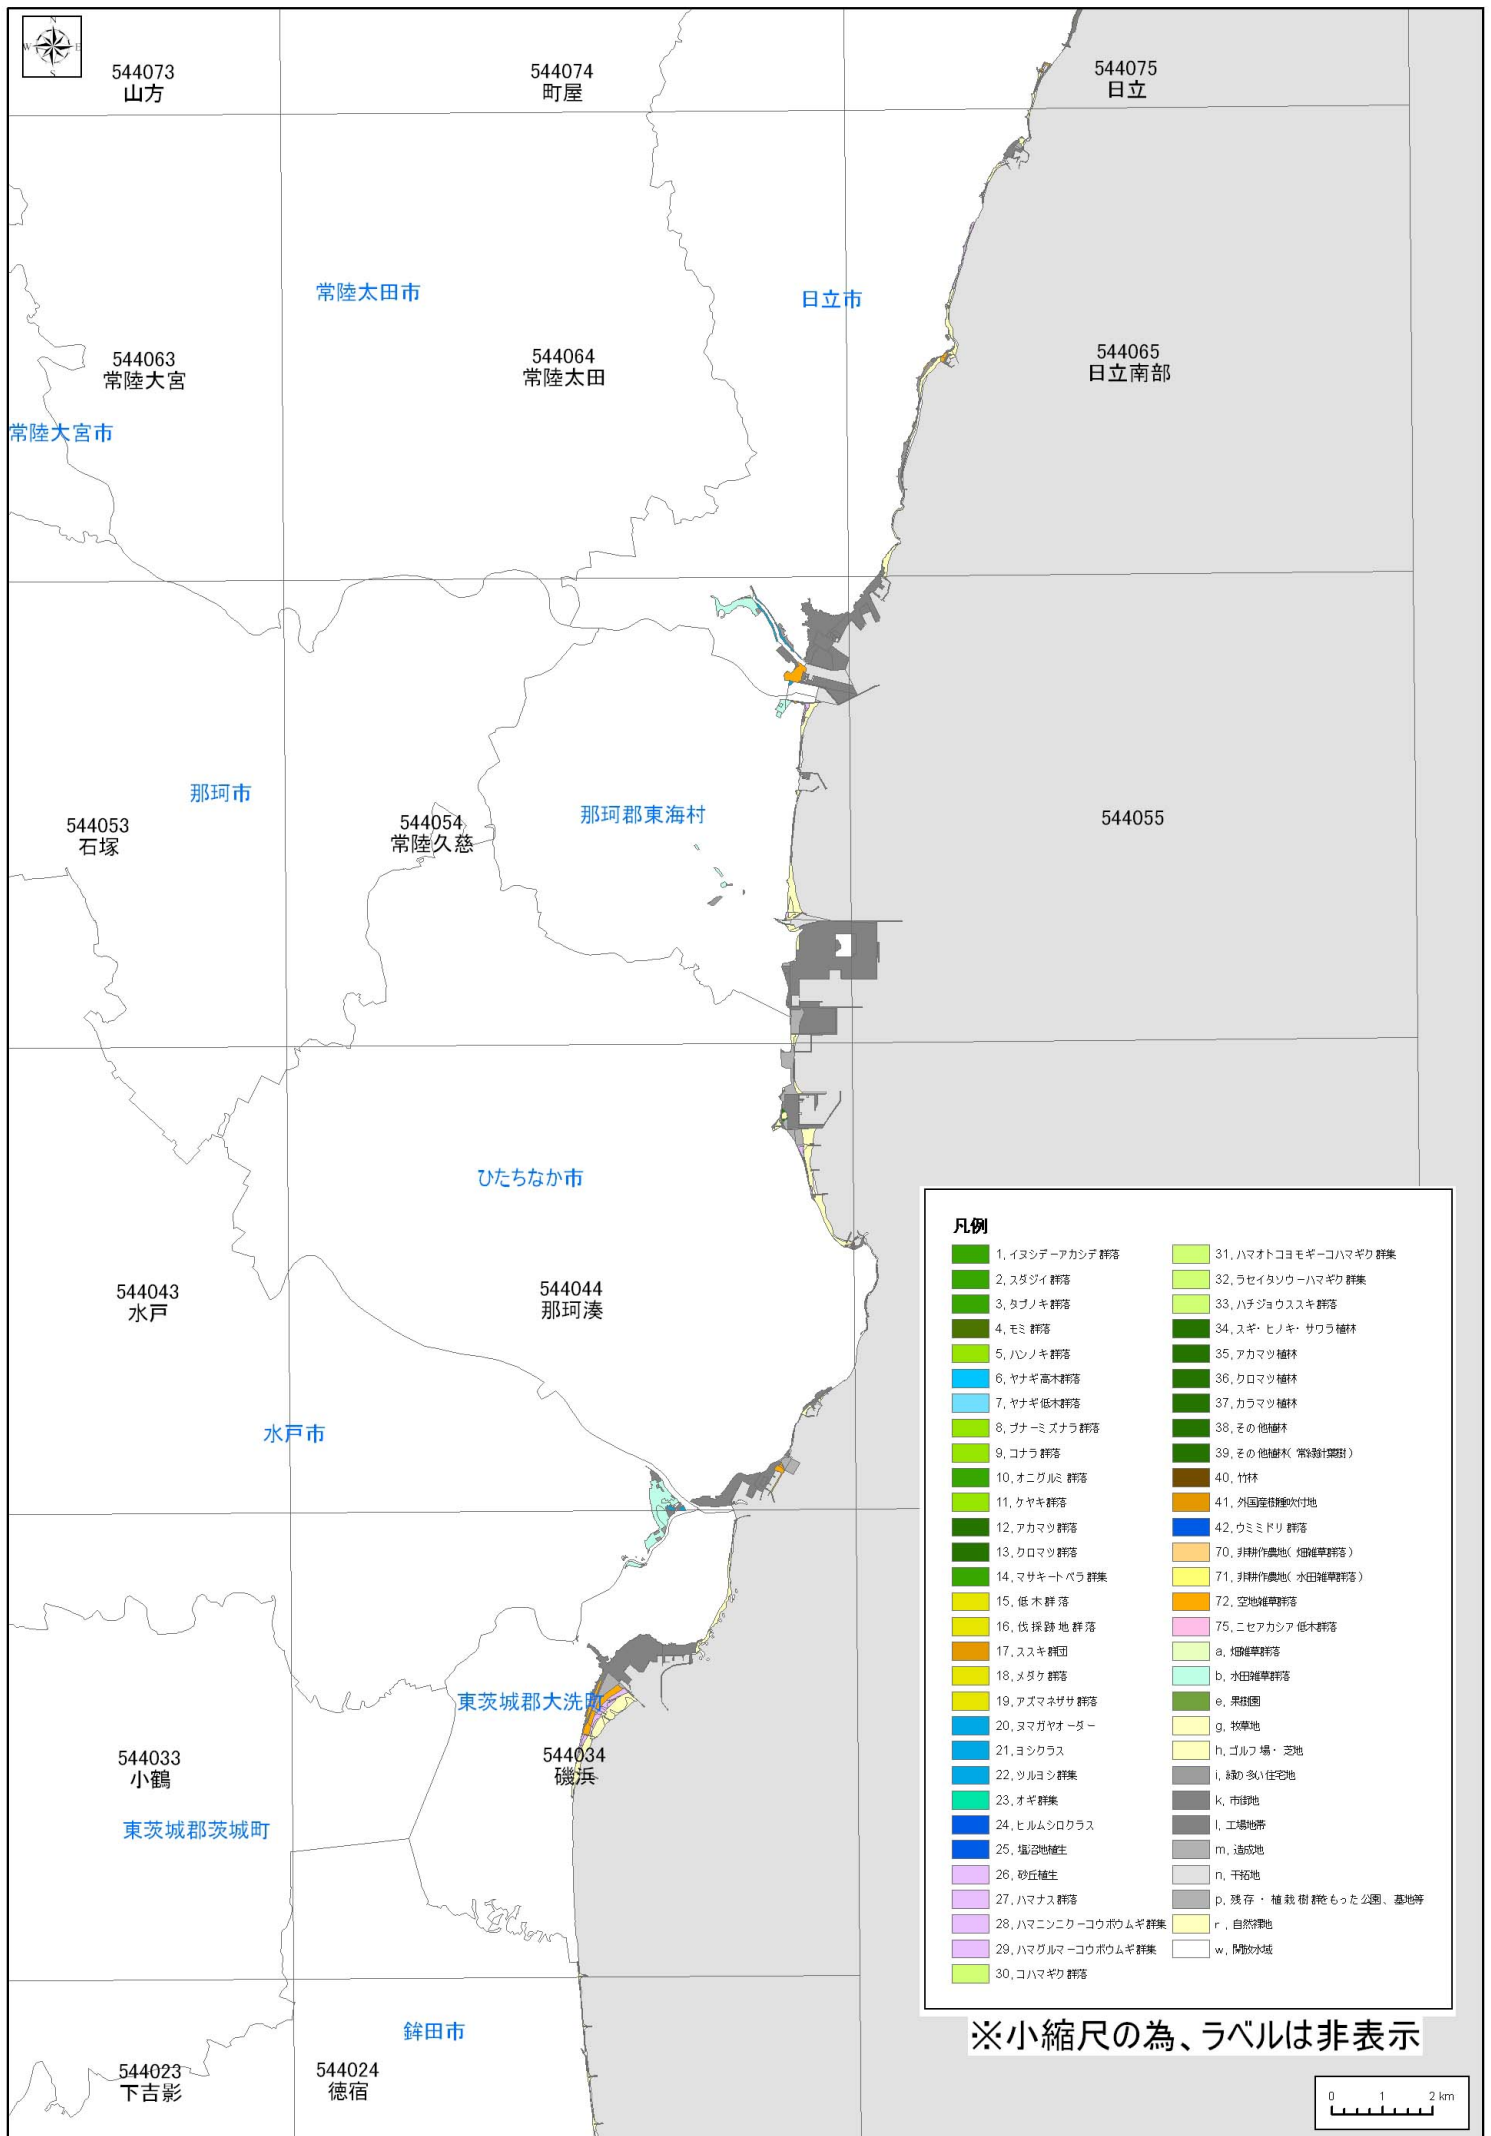 N
W
E
S
544073
山方
544074
町屋
544075
日立
常陸太田市
日立市
544063
常陸大宮
544064
常陸太田
544065
日立南部
常陸大宮市
那珂市
544053
石塚
544054
常陸久慈
那珂郡東海村
544055
ひたちなか市
544043
水戸
544044
那珂湊
水戸市
東茨城郡大洗町
544033
小鶴
544034
磯浜
東茨城郡茨城町
鉾田市
544023
下吉影
544024
徳宿
凡例
1, イヌシデーアカシデ群落
2, スダジイ群落
3, タブノキ群落
4, モミ群落
5, ハンノキ群落
6, ヤナギ高木群落
7, ヤナギ低木群落
8, ブナーミズナラ群落
9, コナラ群落
10, オニグルミ群落
11, ケヤキ群落
12, アカマツ群落
13, クロマツ群落
14, マサキートベラ群集
15, 低木群落
16, 伐採跡地群落
17, ススキ群団
18, メダケ群落
19, アズマネザサ群落
20, ヌマガヤオーダー
21, ヨシクラス
22, ツルヨシ群集
23, オギ群集
24, ヒルムシロクラス
25, 塩沼地植生
26, 砂丘植生
27, ハマナス群落
28, ハマニンニクーコウボウムギ群集
29, ハマグルマーコウボウムギ群集
30, コハマギク群落
31, ハマオトコヨモギーコハマギク群集
32, ラセイタソウーハマギク群集
33, ハチジョウススキ群落
34, スギ・ヒノキ・サワラ植林
35, アカマツ植林
36, クロマツ植林
37, カラマツ植林
38, その他植林
39, その他植林(常緑針葉樹)
40, 竹林
41, 外国産樹種吹付地
42, ウミミドリ群落
70, 非耕作農地(畑雑草群落)
71, 非耕作農地(水田雑草群落)
72, 空地雑草群落
75, ニセアカシア低木群落
a, 畑雑草群落
b, 水田雑草群落
e, 果樹園
g, 牧草地
h, ゴルフ場・芝地
i, 緑の多い住宅地
k, 市街地
l, 工場地帯
m, 造成地
n, 干拓地
p, 残存・植栽樹群をもった公園、墓地等
r, 自然裸地
w, 開放水域
※小縮尺の為、ラベルは非表示
0 1 2 km